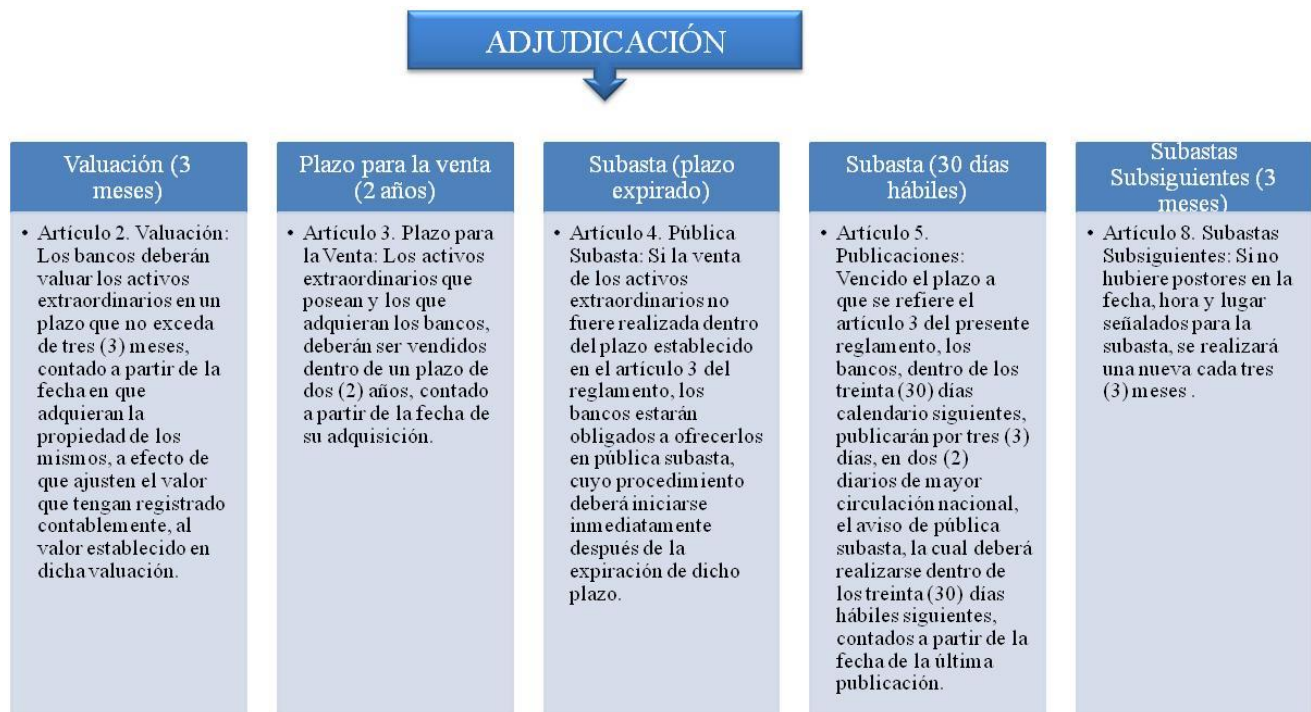 ADJUDICACIÓN
Valuación (3
meses)
• Artículo 2. Valuación:
Los bancos deberán
valuar los activos
extraordinarios en un
plazo que no exceda
de tres (3) meses,
contado a partir de la
fecha en que
adquieran la
propiedad de los
mismos, a efecto de
que ajusten el valor
que tengan registrado
contablemente, al
valor establecido en
dicha valuación.
Plazo para la venta
(2 años)
• Artículo 3. Plazo para
la Venta: Los activos
extraordinarios que
posean y los que
adquieran los bancos,
deberán ser vendidos
dentro de un plazo de
dos (2) años, contado
a partir de la fecha de
su adquisición.
Subasta (plazo
expirado)
• Artículo 4. Pública
Subasta: Si la venta
de los activos
extraordinarios no
fuere realizada dentro
del plazo establecido
en el artículo 3 del
reglamento, los
bancos estarán
obligados a ofrecerlos
en pública subasta,
cuyo procedimiento
deberá iniciarse
inmediatamente
después de la
expiración de dicho
plazo.
Subasta (30 días
hábiles)
• Artículo 5.
Publicaciones:
Vencido el plazo a
que se refiere el
artículo 3 del presente
reglamento, los
bancos, dentro de los
treinta (30) días
calendario siguientes,
publicarán por tres (3)
días, en dos (2)
diarios de mayor
circulación nacional,
el aviso de pública
subasta, la cual deberá
realizarse dentro de
los treinta (30) días
hábiles siguientes,
contados a partir de la
fecha de la última
publicación.
Subastas
Subsiguientes (3
meses)
• Artículo 8. Subastas
Subsiguientes: Si no
hubiere postores en la
fecha, hora y lugar
señalados para la
subasta, se realizará
una nueva cada tres
(3) meses .